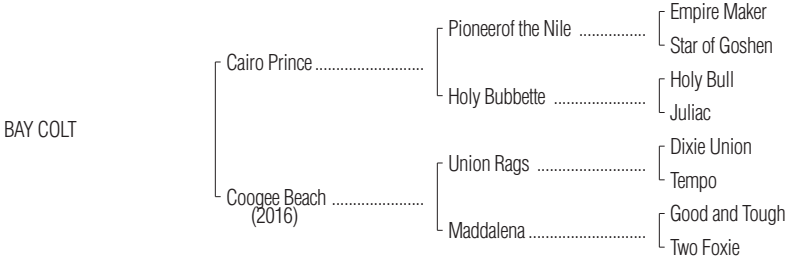 Empire Maker
Pioneerof the Nile ................
Star of Goshen
Cairo Prince ..........................
Holy Bull
Holy Bubbette ......................
Juliac
BAY COLT
Dixie Union
Union Rags ..........................
Tempo
Coogee Beach ......................
(2016)
Good and Tough
Maddalena ............................
Two Foxie